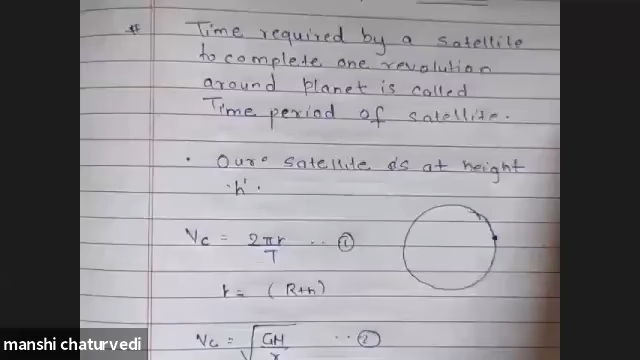 * Time required by a satellite
to complete one revolution
around planet is called
Time period of satellite.
• Our satellite is at height
'h'.
Vc = 2πr / T ... ①
r = (R+h)
Vc = √GM / r ... ②
manshi chaturvedi